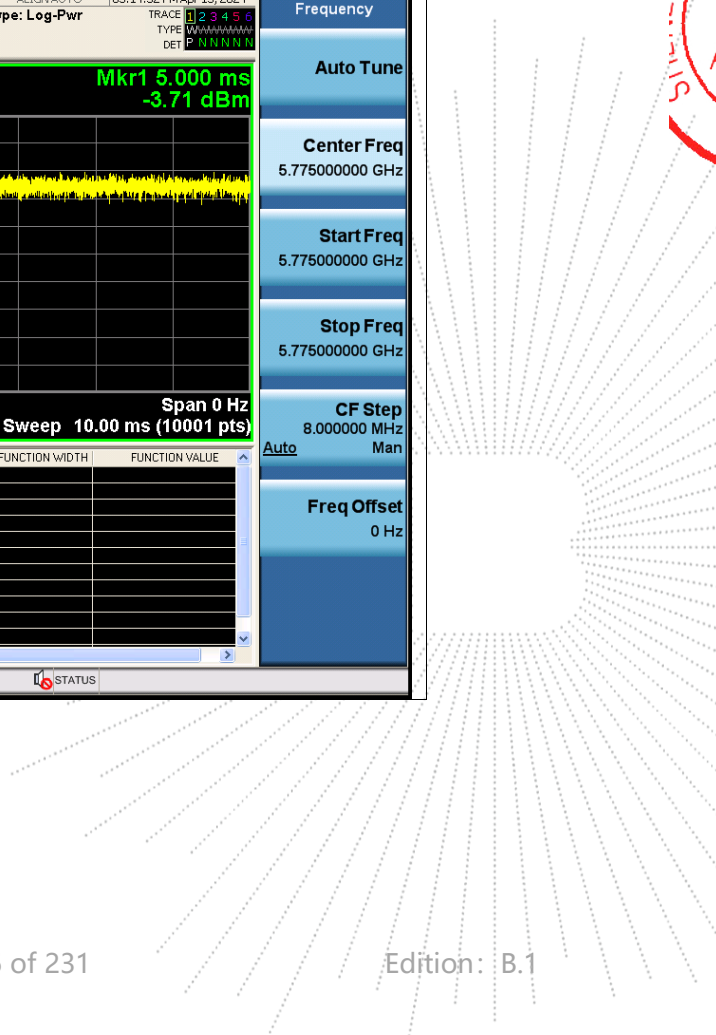 Frequency
ype: Log-Pwr
TRACE 1 2 3 4 5 6
TYPE W
DET P N N N N N
Mkr1 5.000 ms
-3.71 dBm
Auto Tune
Center Freq
5.775000000 GHz
Start Freq
5.775000000 GHz
Stop Freq
5.775000000 GHz
Span 0 Hz
Sweep 10.00 ms (10001 pts)
CF Step
8.000000 MHz
Auto Man
FUNCTION WIDTH FUNCTION VALUE
Freq Offset
0 Hz
STATUS
of 231
Edition: B.1